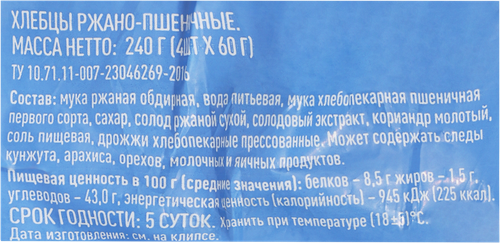 ХЛЕБЦЫ РЖАНО-ПШЕНИЧНЫЕ.
МАССА НЕТТО: 240 Г (4ШТ Х 60 Г)
ТУ 10.71.11-007-23046269-2016
Состав: мука ржаная обдирная, вода питьевая, мука хлебопекарная пшеничная
первого сорта, сахар, солод ржаной сухой, солодовый экстракт, кориандр молотый,
соль пищевая, дрожжи хлебопекарные прессованные. Может содержать следы
кунжута, арахиса, орехов, молочных и яичных продуктов.
Пищевая ценность в 100 г (средние значения): белков – 8,5 г жиров – 1,5 г.
углеводов – 43,0 г, энергетическая ценность (калорийность) – 945 кДж (225 ккал).
СРОК ГОДНОСТИ: 5 СУТОК. Хранить при температуре (18±5)°С.
Дата изготовления: см. на клипсе.